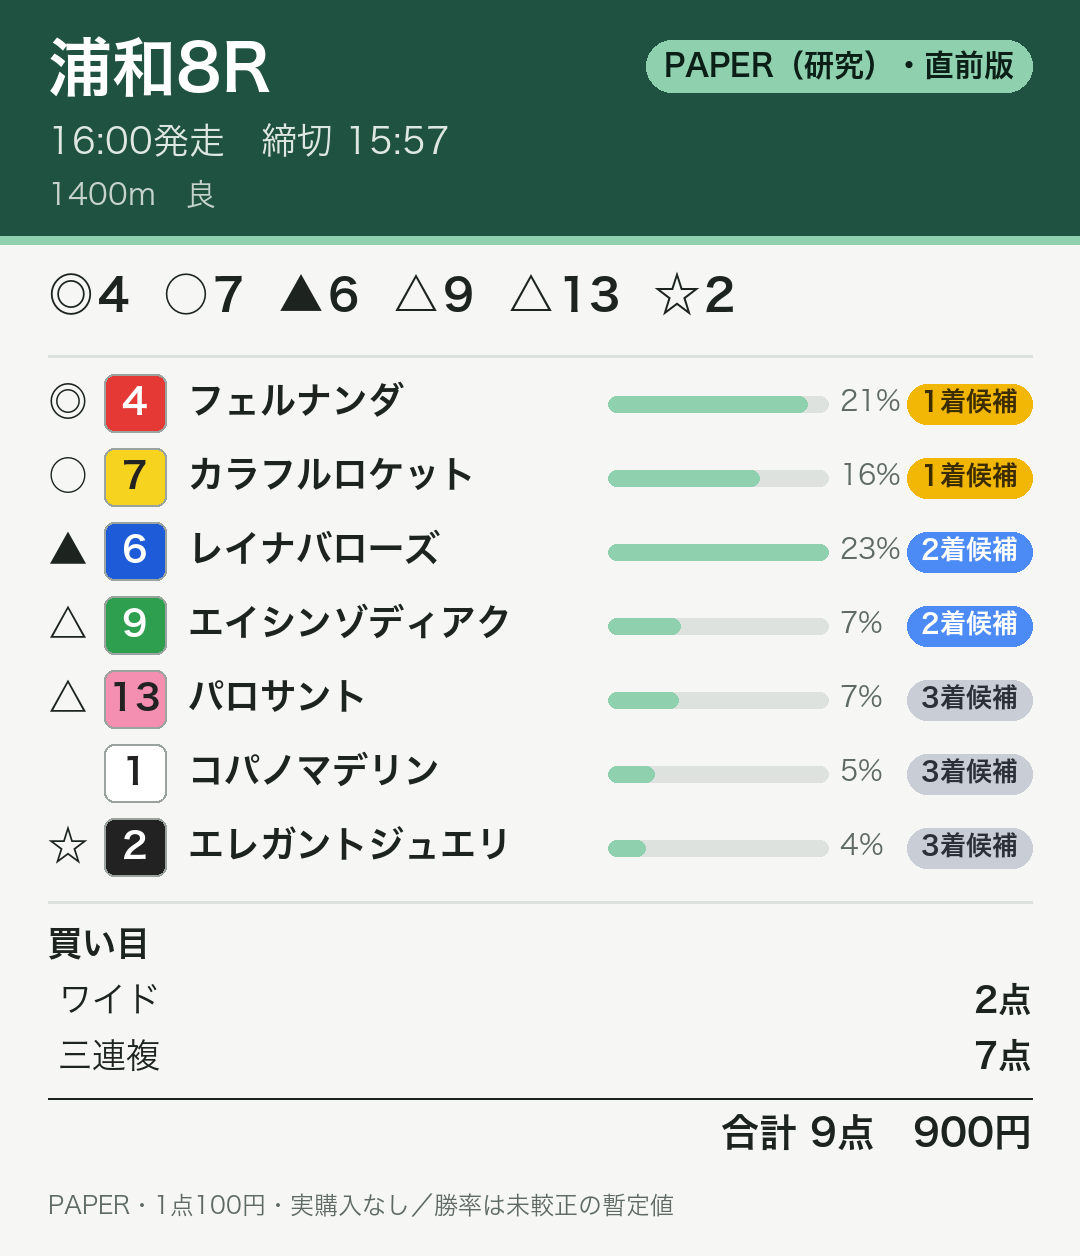 浦和8R
PAPER（研究）・直前版
16:00発走　締切 15:57
1400m　良
◎4　○7　▲6　△9　△13　☆2
◎ 4 フェルナンダ 21% 1着候補
○ 7 カラフルロケット 16% 1着候補
▲ 6 レイナバローズ 23% 2着候補
△ 9 エイシンゾディアク 7% 2着候補
△ 13 パロサント 7% 3着候補
1 コパノマデリン 5% 3着候補
☆ 2 エレガントジュエリ 4% 3着候補
買い目
ワイド 2点
三連複 7点
合計 9点　900円
PAPER・1点100円・実購入なし／勝率は未較正の暫定値